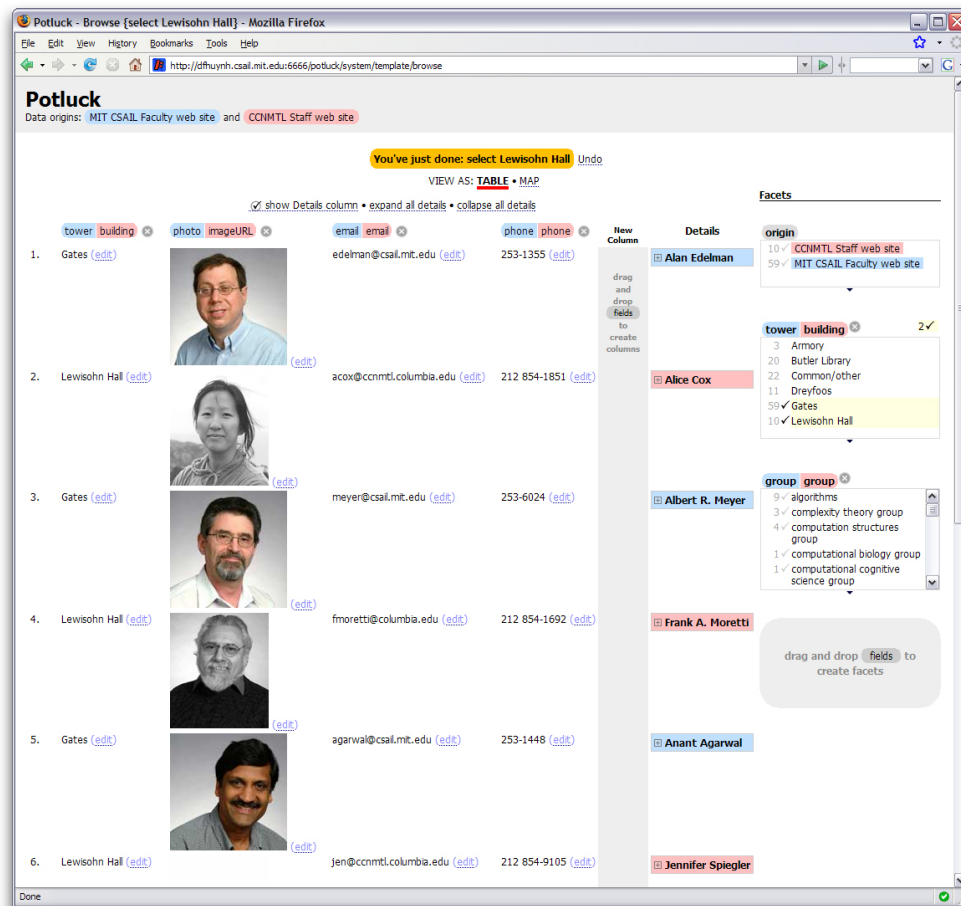 Potluck - Browse {select Lewisohn Hall} - Mozilla Firefox
File Edit View History Bookmarks Tools Help
http://dfhuynh.csail.mit.edu:6666/potluck/system/template/browse
G
Potluck
Data origins: MIT CSAIL Faculty web site and CCNMTL Staff web site
You've just done: select Lewisohn Hall Undo
VIEW AS: TABLE • MAP
show Details column • expand all details • collapse all details
tower building photo imageURL email email phone phone New Column Details
1. Gates (edit) (edit) edelman@csail.mit.edu (edit) 253-1355 (edit) Alan Edelman
drag
and
drop
fields
to
create
columns
2. Lewisohn Hall (edit) (edit) acox@ccnmtl.columbia.edu (edit) 212 854-1851 (edit) Alice Cox
3. Gates (edit) (edit) meyer@csail.mit.edu (edit) 253-6024 (edit) Albert R. Meyer
4. Lewisohn Hall (edit) (edit) fmoretti@columbia.edu (edit) 212 854-1692 (edit) Frank A. Moretti
5. Gates (edit) (edit) agarwal@csail.mit.edu (edit) 253-1448 (edit) Anant Agarwal
6. Lewisohn Hall (edit) jen@ccnmtl.columbia.edu (edit) 212 854-9105 (edit) Jennifer Spiegler
Facets
origin
10 CCNMTL Staff web site
59 MIT CSAIL Faculty web site
tower building 2
3 Armory
20 Butler Library
22 Common/other
11 Dreyfoos
59 Gates
10 Lewisohn Hall
group group
9 algorithms
3 complexity theory group
4 computation structures
group
1 computational biology group
1 computational cognitive
science group
drag and drop fields to
create facets
Done